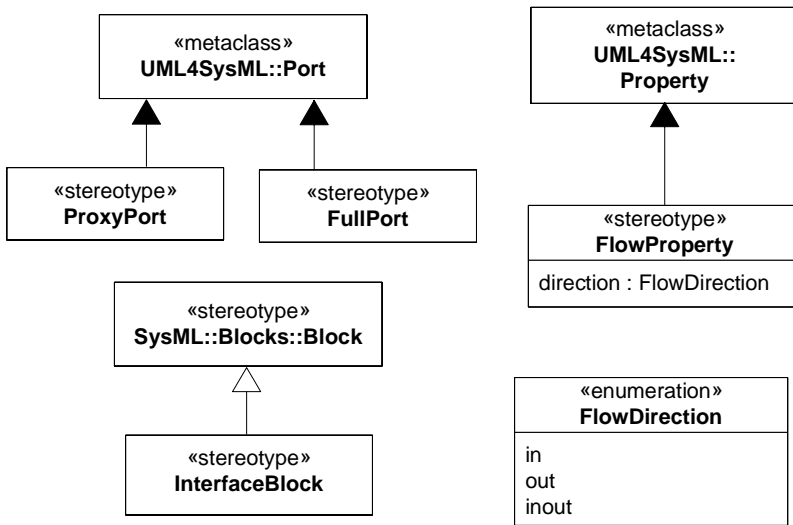 «metaclass»
UML4SysML::Port
«metaclass»
UML4SysML::
Property
«stereotype»
ProxyPort
«stereotype»
FullPort
«stereotype»
FlowProperty
direction : FlowDirection
«stereotype»
SysML::Blocks::Block
«stereotype»
InterfaceBlock
«enumeration»
FlowDirection
in
out
inout